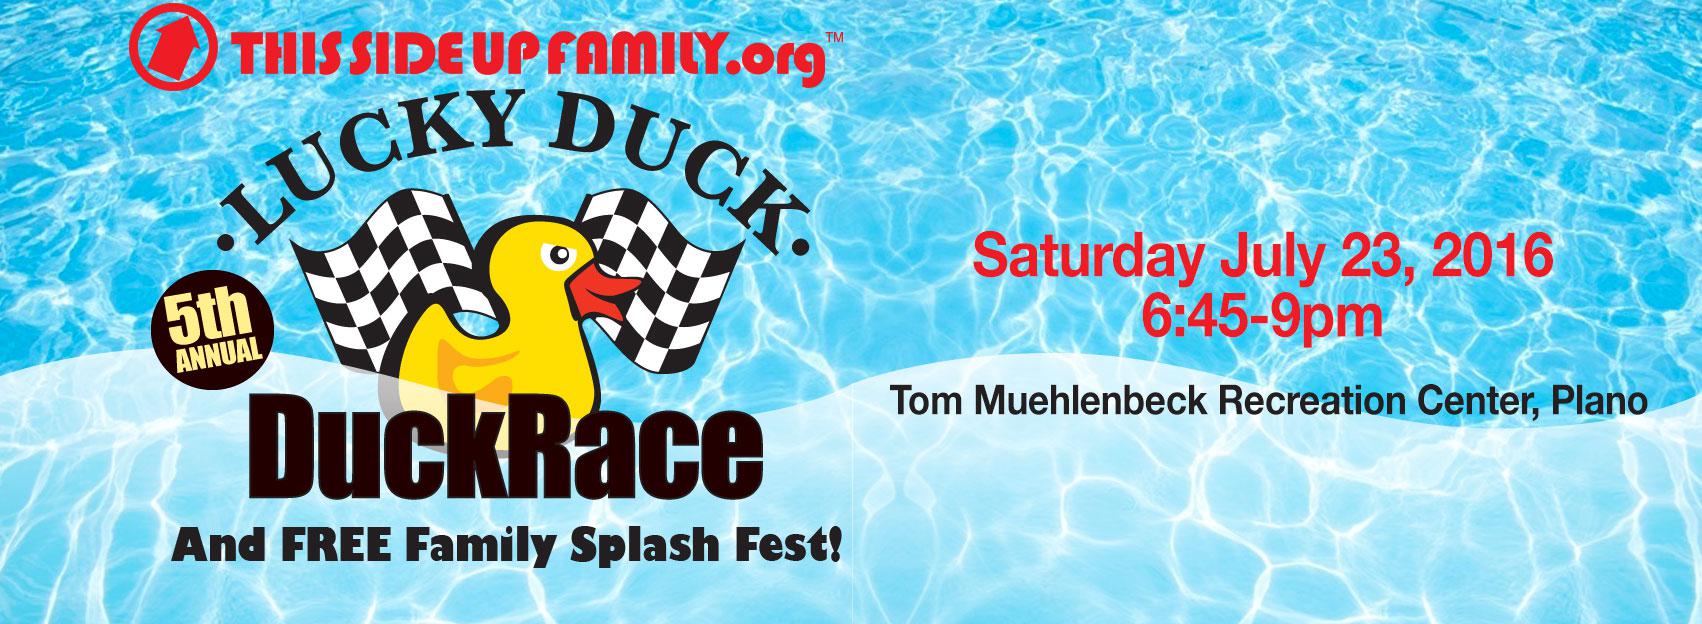 THIS SIDE UP FAMILY.org™
·LUCKY DUCK·
5th
ANNUAL
DuckRace
And FREE Family Splash Fest!
Saturday July 23, 2016
6:45-9pm
Tom Muehlenbeck Recreation Center, Plano